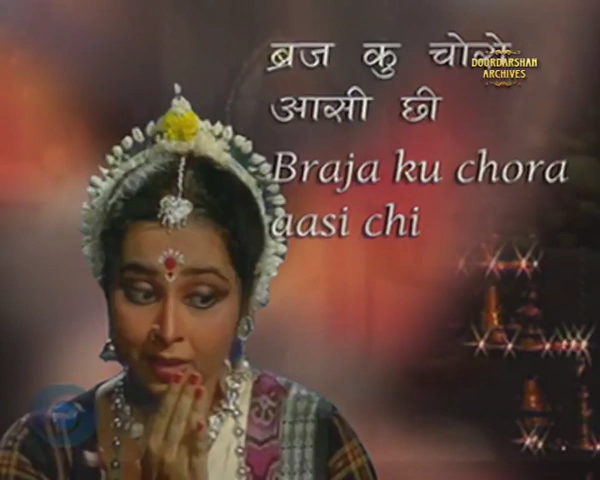 ब्रज कु चोरो
DOORDARSHAN
ARCHIVES
आसी छी
Braja ku chora
aasi chi